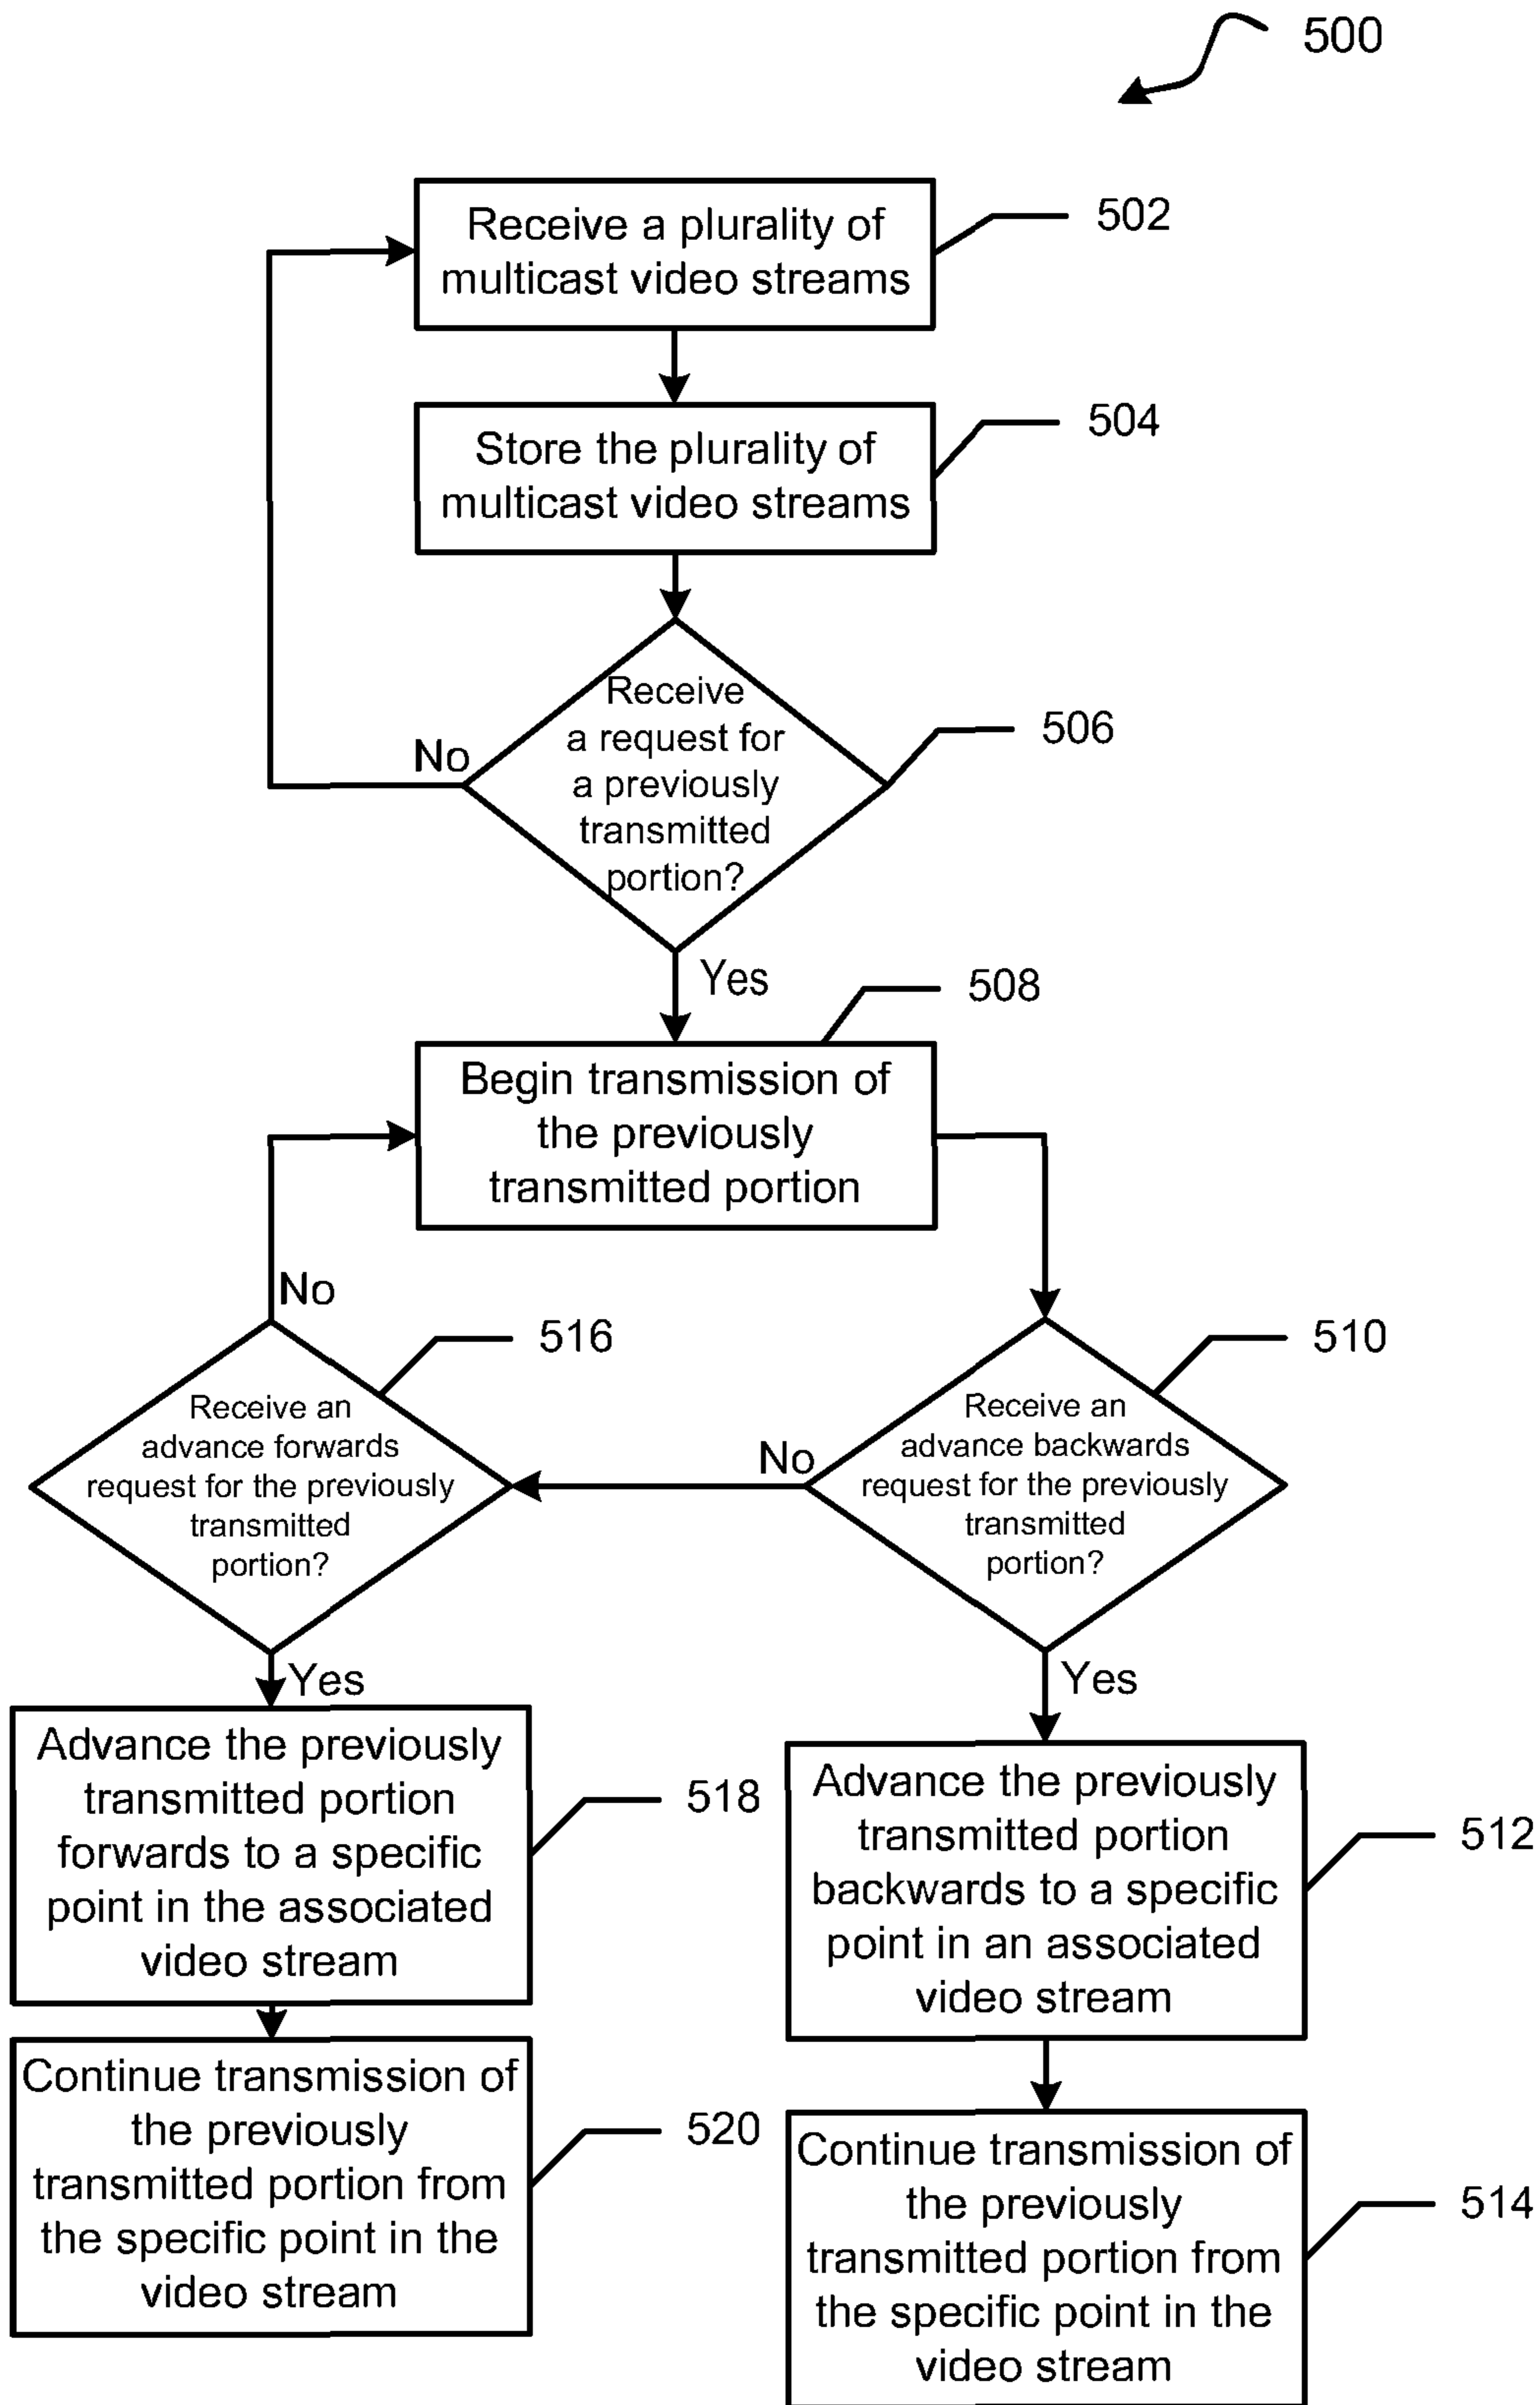 500
Receive a plurality of
multicast video streams
502
Store the plurality of
multicast video streams
504
Receive
a request for
a previously
transmitted
portion?
506
No
Yes
508
Begin transmission of
the previously
transmitted portion
No
516
510
Receive an
advance forwards
request for the previously
transmitted
portion?
No
Receive an
advance backwards
request for the previously
transmitted
portion?
Yes
Yes
Advance the previously
transmitted portion
forwards to a specific
point in the associated
video stream
518
Advance the previously
transmitted portion
backwards to a specific
point in an associated
video stream
512
Continue transmission of
the previously
transmitted portion from
the specific point in the
video stream
520
Continue transmission of
the previously
transmitted portion from
the specific point in the
video stream
514